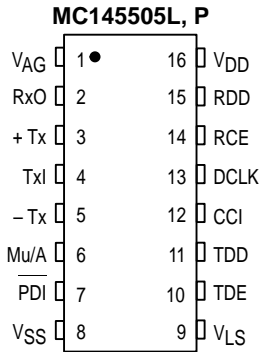 MC145505L, P
VAG 1 16 VDD
RxO 2 15 RDD
+ Tx 3 14 RCE
TxI 4 13 DCLK
– Tx 5 12 CCI
Mu/A 6 11 TDD
PDI 7 10 TDE
VSS 8 9 VLS